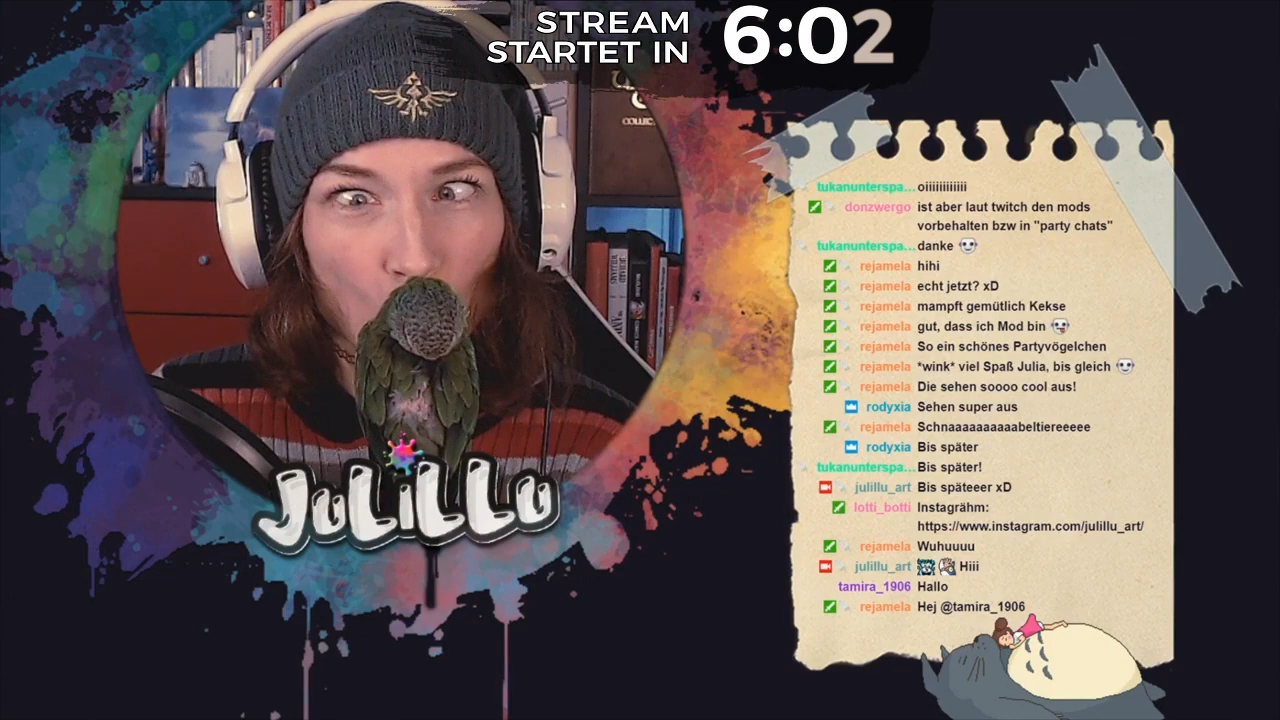 STREAM
STARTET IN
6:02
COLLEC
JULILLU
tukanunterspa... oiiiiiiiiiiii
donzwergo ist aber laut twitch den mods
vorbehalten bzw in "party chats"
tukanunterspa... danke
rejamela hihi
rejamela echt jetzt? xD
rejamela mampft gemütlich Kekse
rejamela gut, dass ich Mod bin
rejamela So ein schönes Partyvögelchen
rejamela *wink* viel Spaß Julia, bis gleich
rejamela Die sehen soooo cool aus!
rodyxia Sehen super aus
rejamela Schnaaaaaaaaaabeltiereeeee
rodyxia Bis später
tukanunterspa... Bis später!
julillu_art Bis späteeer xD
lotti_botti Instagrähm:
https://www.instagram.com/julillu_art/
rejamela Wuhuuuu
julillu_art Hiii
tamira_1906 Hallo
rejamela Hej @tamira_1906